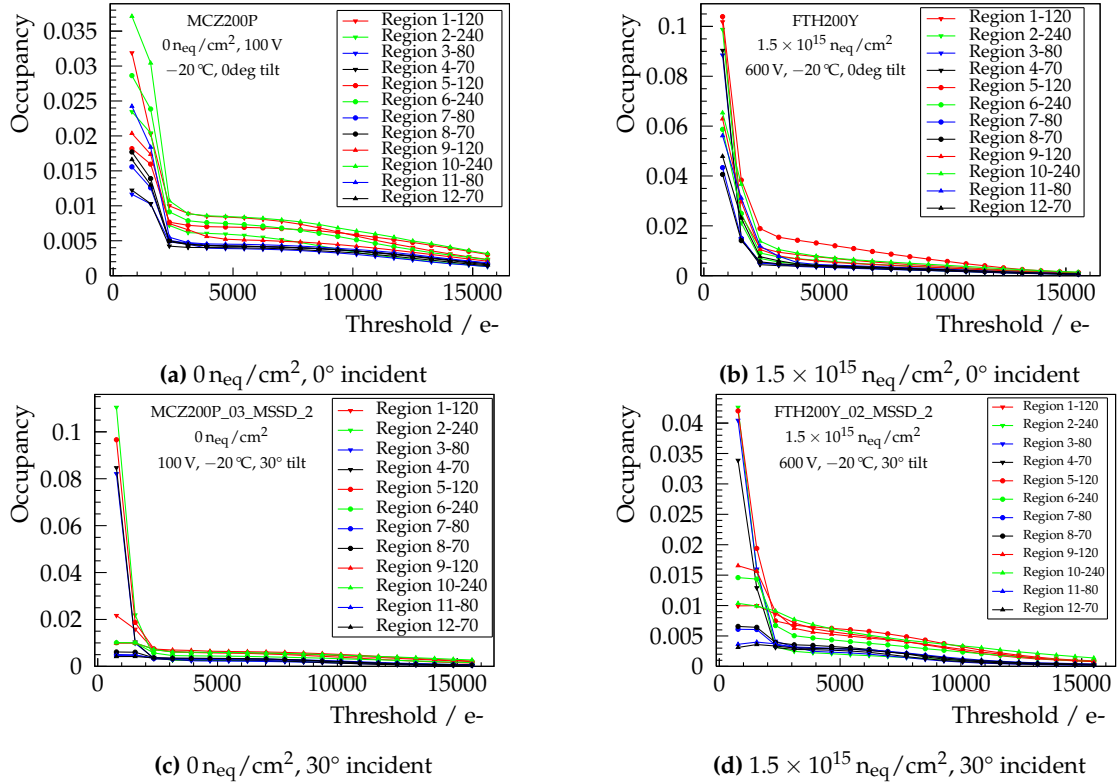 MCZ200P
0 n_eq/cm², 100 V
−20 °C, 0deg tilt
Region 1-120
Region 2-240
Region 3-80
Region 4-70
Region 5-120
Region 6-240
Region 7-80
Region 8-70
Region 9-120
Region 10-240
Region 11-80
Region 12-70
Occupancy
0.035
0.03
0.025
0.02
0.015
0.01
0.005
0
0 5000 10000 15000
Threshold / e-
(a) 0 n_eq/cm², 0° incident
FTH200Y
1.5 × 10¹⁵ n_eq/cm²
600 V, −20 °C, 0deg tilt
Region 1-120
Region 2-240
Region 3-80
Region 4-70
Region 5-120
Region 6-240
Region 7-80
Region 8-70
Region 9-120
Region 10-240
Region 11-80
Region 12-70
Occupancy
0.1
0.08
0.06
0.04
0.02
0
0 5000 10000 15000
Threshold / e-
(b) 1.5 × 10¹⁵ n_eq/cm², 0° incident
MCZ200P_03_MSSD_2
0 n_eq/cm²
100 V, −20 °C, 30° tilt
Region 1-120
Region 2-240
Region 3-80
Region 4-70
Region 5-120
Region 6-240
Region 7-80
Region 8-70
Region 9-120
Region 10-240
Region 11-80
Region 12-70
Occupancy
0.1
0.08
0.06
0.04
0.02
0
0 5000 10000 15000
Threshold / e-
(c) 0 n_eq/cm², 30° incident
FTH200Y_02_MSSD_2
1.5 × 10¹⁵ n_eq/cm²
600 V, −20 °C, 30° tilt
Region 1-120
Region 2-240
Region 3-80
Region 4-70
Region 5-120
Region 6-240
Region 7-80
Region 8-70
Region 9-120
Region 10-240
Region 11-80
Region 12-70
Occupancy
0.04
0.035
0.03
0.025
0.02
0.015
0.01
0.005
0
0 5000 10000 15000
Threshold / e-
(d) 1.5 × 10¹⁵ n_eq/cm², 30° incident